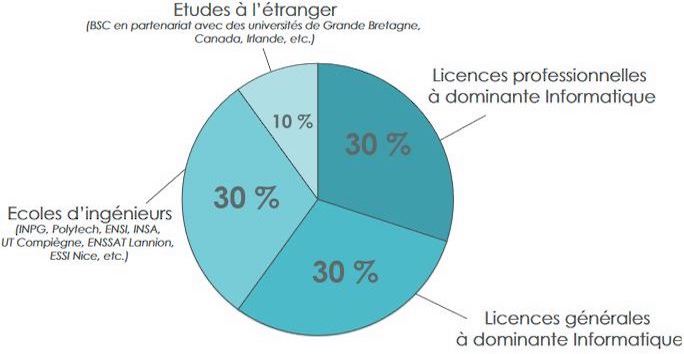 Etudes à l'étranger
(BSC en partenariat avec des universités de Grande Bretagne,
Canada, Irlande, etc.)
Licences professionnelles
à dominante Informatique
10 %
30 %
30 %
Ecoles d'ingénieurs
(INPG, Polytech, ENSI, INSA,
UT Compiègne, ENSSAT Lannion,
ESSI Nice, etc.)
30 %
Licences générales
à dominante Informatique